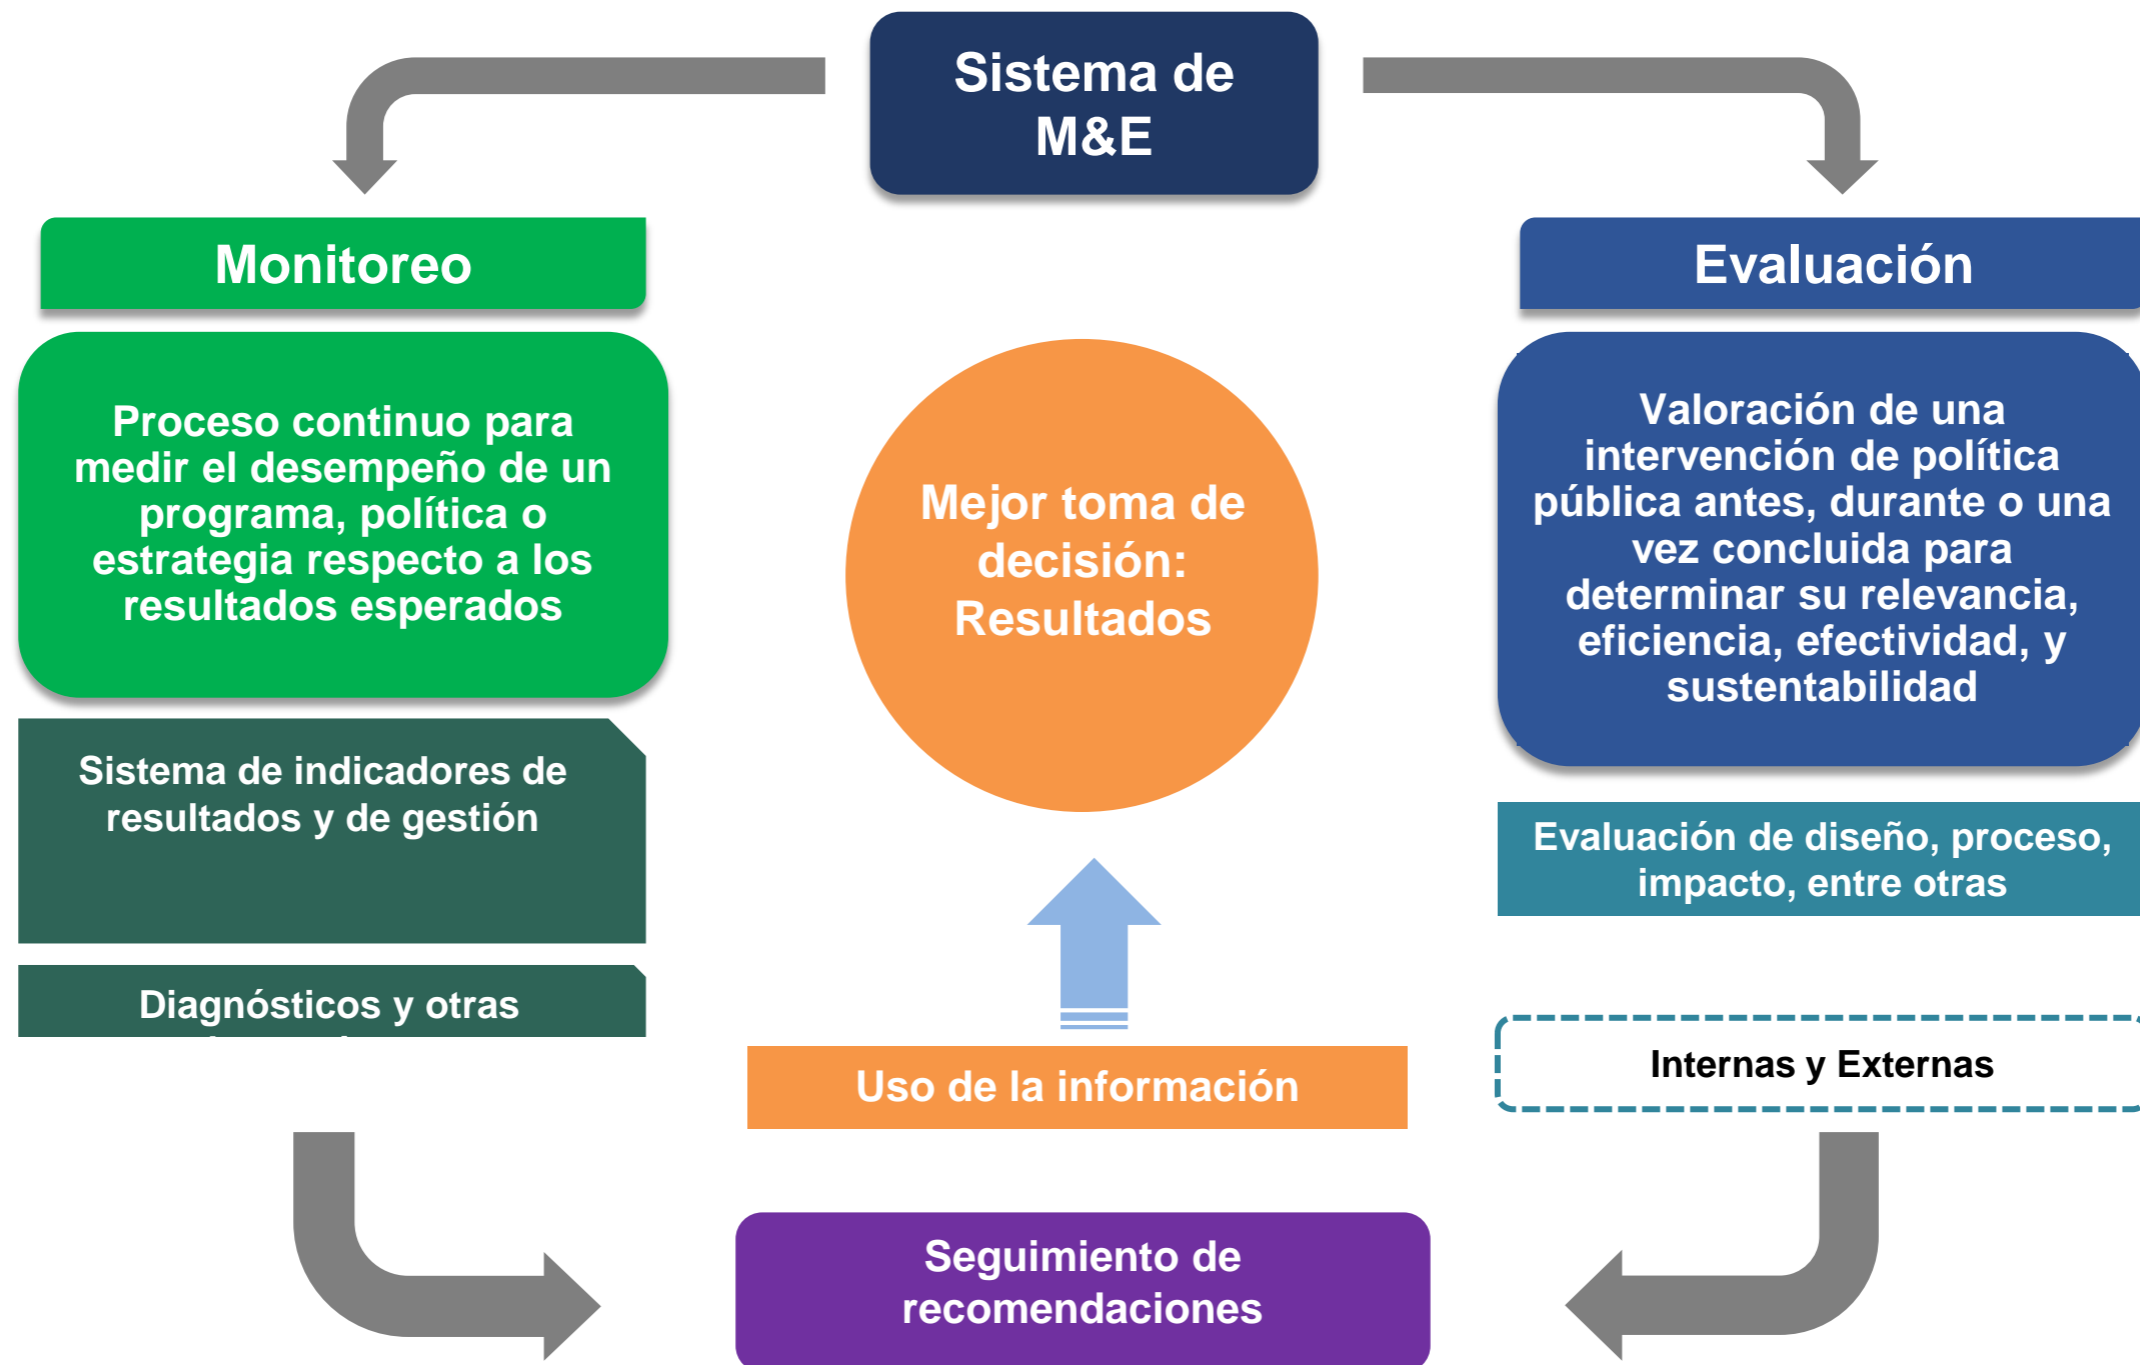 Sistema de
M&E
Monitoreo
Evaluación
Proceso continuo para
medir el desempeño de un
programa, política o
estrategia respecto a los
resultados esperados
Mejor toma de
decisión:
Resultados
Valoración de una
intervención de política
pública antes, durante o una
vez concluida para
determinar su relevancia,
eficiencia, efectividad, y
sustentabilidad
Sistema de indicadores de
resultados y de gestión
Evaluación de diseño, proceso,
impacto, entre otras
Diagnósticos y otras
Internas y Externas
Uso de la información
Seguimiento de
recomendaciones